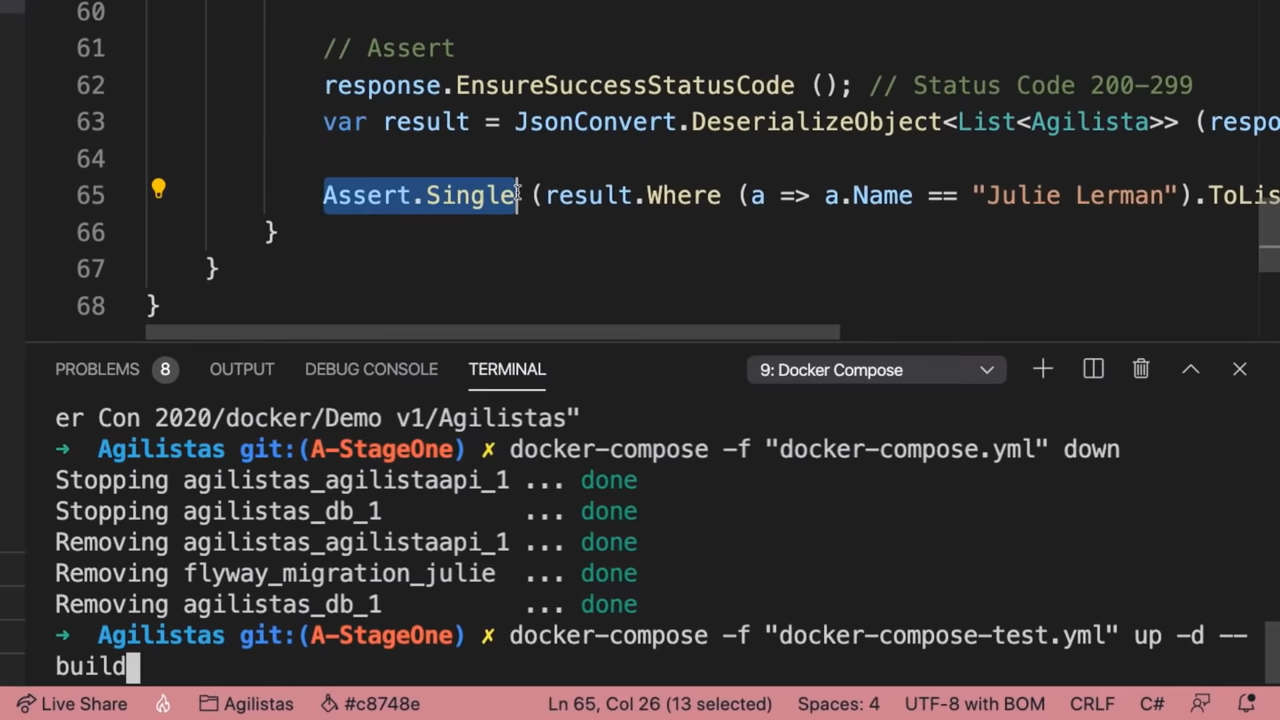 60
61 // Assert
62 response.EnsureSuccessStatusCode (); // Status Code 200-299
63 var result = JsonConvert.DeserializeObject<List<Agilista>> (respo
64
65 Assert.Single (result.Where (a => a.Name == "Julie Lerman").ToLis
66 }
67 }
68 }
PROBLEMS 8 OUTPUT DEBUG CONSOLE TERMINAL 9: Docker Compose
er Con 2020/docker/Demo v1/Agilistas"
→ Agilistas git:(A-StageOne) ✗ docker-compose -f "docker-compose.yml" down
Stopping agilistas_agilistaapi_1 ... done
Stopping agilistas_db_1 ... done
Removing agilistas_agilistaapi_1 ... done
Removing flyway_migration_julie ... done
Removing agilistas_db_1 ... done
→ Agilistas git:(A-StageOne) ✗ docker-compose -f "docker-compose-test.yml" up -d --
build
Live Share Agilistas #c8748e Ln 65, Col 26 (13 selected) Spaces: 4 UTF-8 with BOM CRLF C#